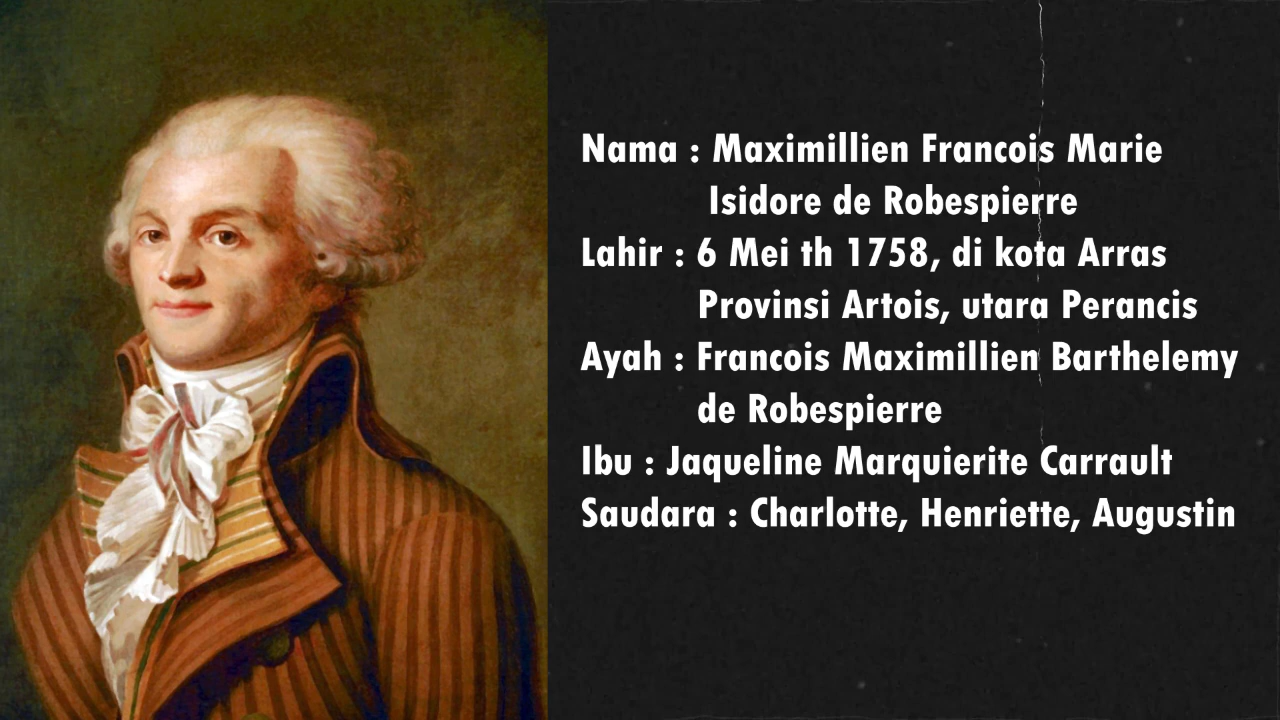 Nama : Maximillien Francois Marie
Isidore de Robespierre
Lahir : 6 Mei th 1758, di kota Arras
Provinsi Artois, utara Perancis
Ayah : Francois Maximillien Barthelemy
de Robespierre
Ibu : Jaqueline Marquierite Carrault
Saudara : Charlotte, Henriette, Augustin